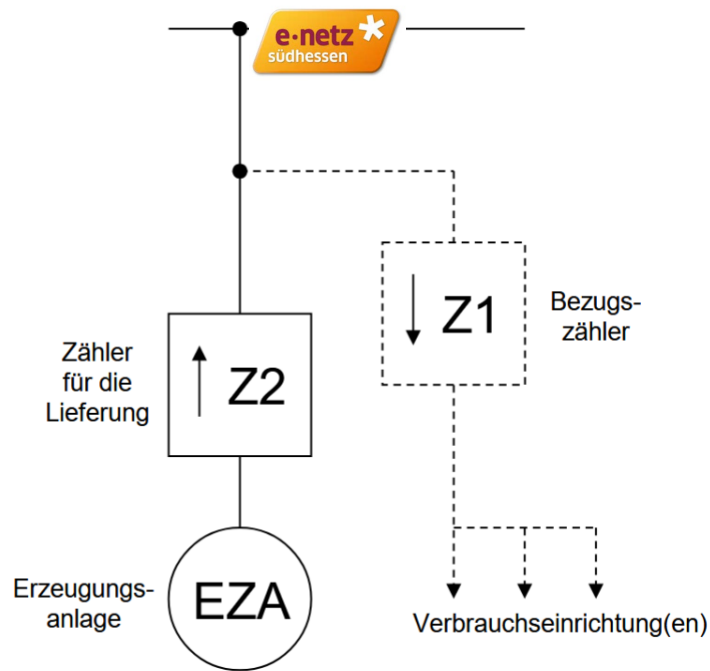 e·netz
südhessen
Z1
Bezugs-
zähler
Zähler
für die
Lieferung
Z2
Erzeugungs-
anlage
EZA
Verbrauchseinrichtung(en)